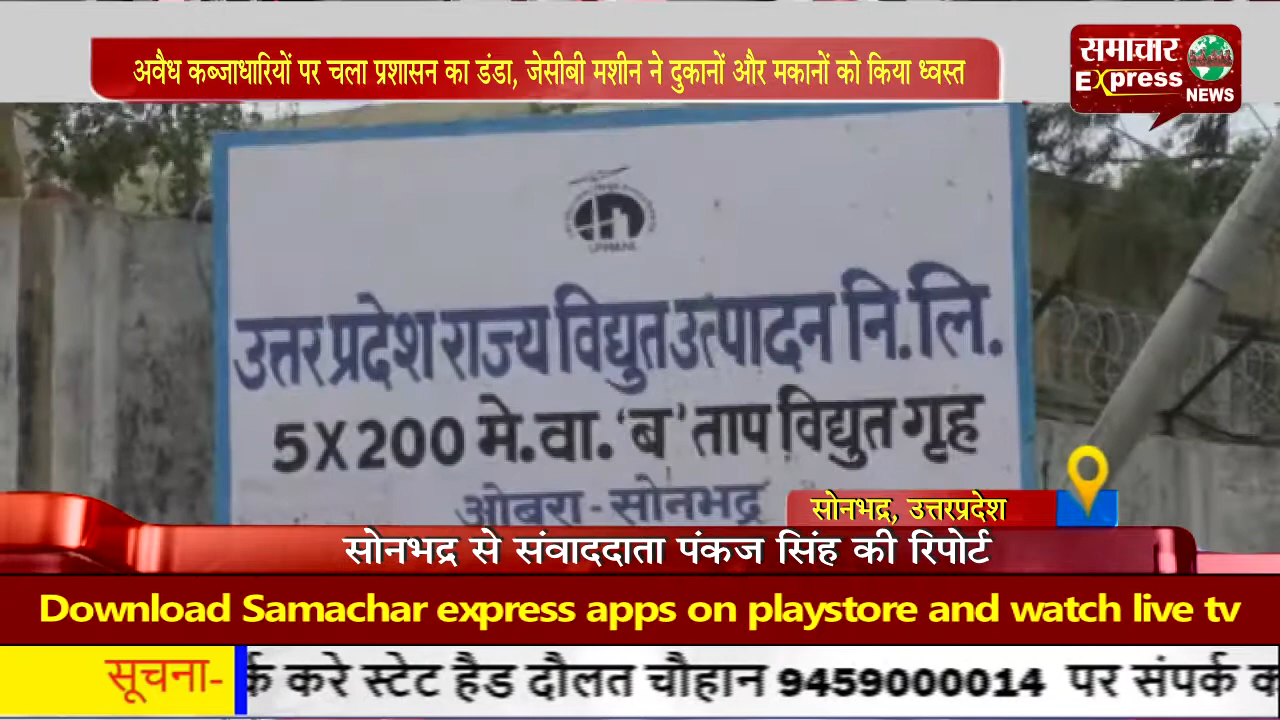 अवैध कब्जाधारियों पर चला प्रशासन का डंडा, जेसीबी मशीन ने दुकानों और मकानों को किया ध्वस्त
समाचार
Express
NEWS
उत्तर प्रदेश राज्य विद्युत उत्पादन नि. लि.
5X200 मे.वा. ‘ब’ ताप विद्युत गृह
ओबरा - सोनभद्र
सोनभद्र, उत्तरप्रदेश
सोनभद्र से संवाददाता पंकज सिंह की रिपोर्ट
Download Samachar express apps on playstore and watch live tv
सूचना- र्क करे स्टेट हैड दौलत चौहान 9459000014 पर संपर्क क